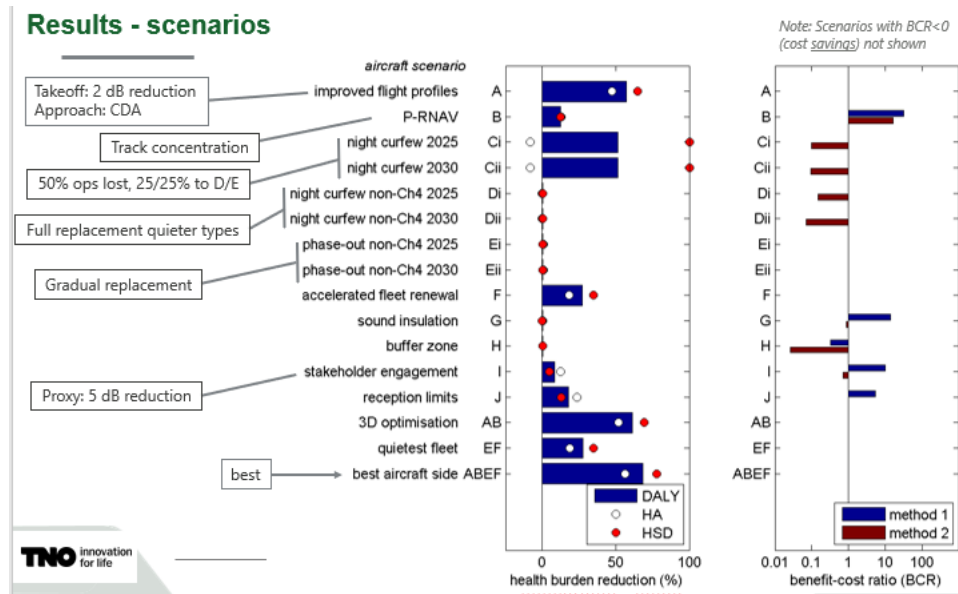 Results - scenarios
Note: Scenarios with BCR<0
(cost savings) not shown
aircraft scenario
Takeoff: 2 dB reduction
Approach: CDA
Track concentration
50% ops lost, 25/25% to D/E
Full replacement quieter types
Gradual replacement
Proxy: 5 dB reduction
best
improved flight profiles A
P-RNAV B
night curfew 2025 Ci
night curfew 2030 Cii
night curfew non-Ch4 2025 Di
night curfew non-Ch4 2030 Dii
phase-out non-Ch4 2025 Ei
phase-out non-Ch4 2030 Eii
accelerated fleet renewal F
sound insulation G
buffer zone H
stakeholder engagement I
reception limits J
3D optimisation AB
quietest fleet EF
best aircraft side ABEF
DALY
HA
HSD
0 50 100
health burden reduction (%)
A
B
Ci
Cii
Di
Dii
Ei
Eii
F
G
H
I
J
AB
EF
ABEF
method 1
method 2
0.01 0.1 1 10 100
benefit-cost ratio (BCR)
TNO innovation
for life